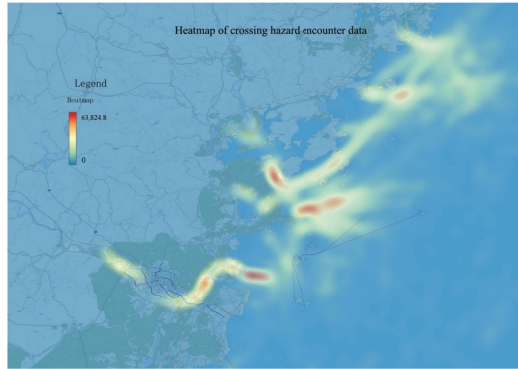 Heatmap of crossing hazard encounter data
Legend
Heatmap
63,824.8
0